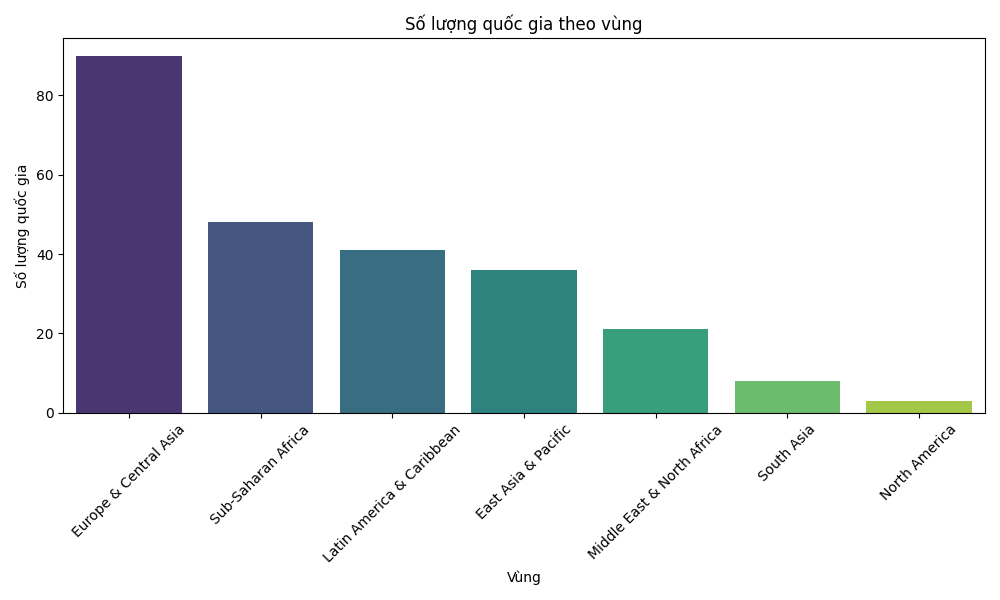 Số lượng quốc gia theo vùng
Số lượng quốc gia
80
60
40
20
0
Europe & Central Asia
Sub-Saharan Africa
Latin America & Caribbean
East Asia & Pacific
Middle East & North Africa
South Asia
North America
Vùng